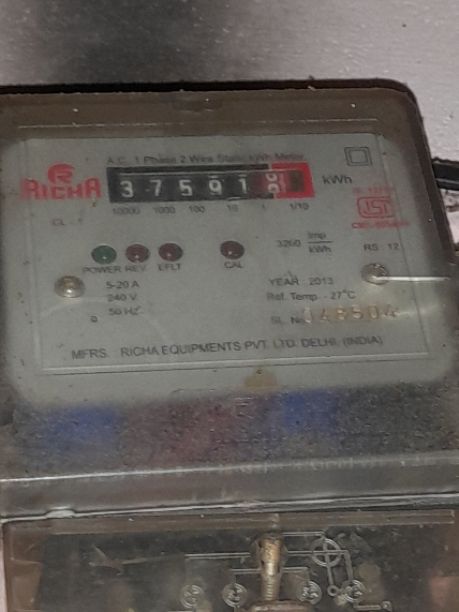 A.C. 1 Phase 2 Wire Static kWh Meter
RICHA
3 7 5 9 1
kWh
10000 1000 100 10 1 1/10
CL. 1
ISI
3200 Imp/kWh
RS : 12
POWER REV EFLT CAL
5-20 A
240 V
50 Hz
YEAR : 2013
Ref. Temp. - 27°C
SL. No
MFRS. RICHA EQUIPMENTS PVT. LTD. DELHI. (INDIA)